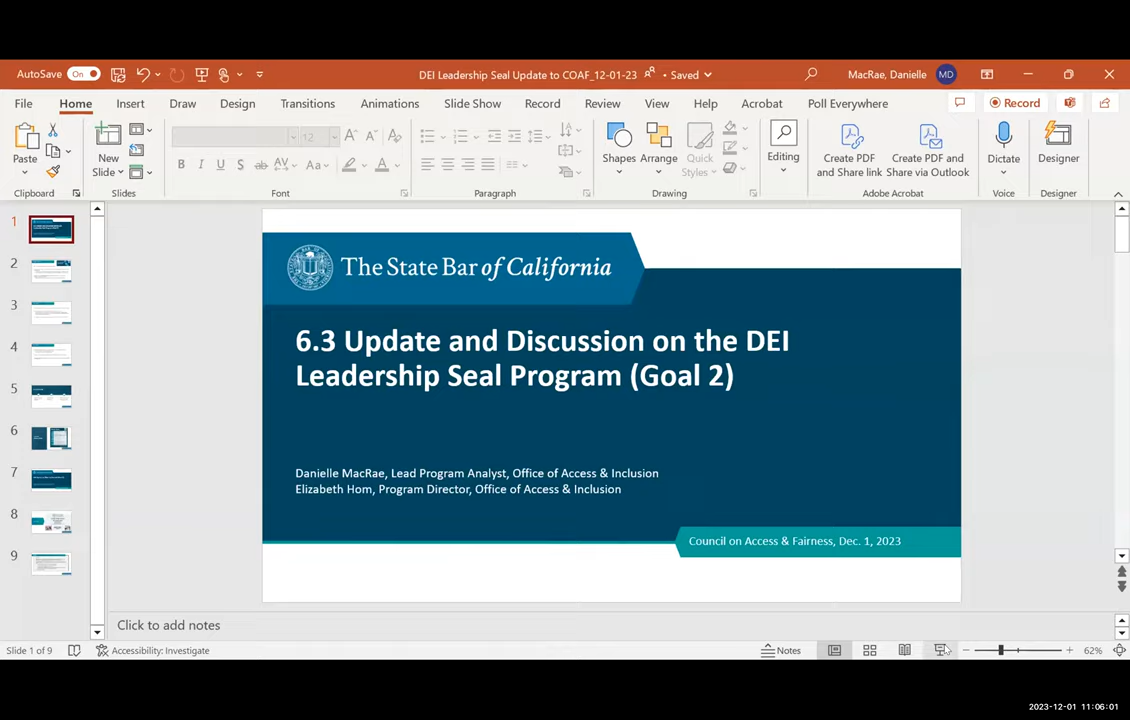 AutoSave On
DEI Leadership Seal Update to COAF_12-01-23 • Saved
MacRae, Danielle MD
File Home Insert Draw Design Transitions Animations Slide Show Record Review View Help Acrobat Poll Everywhere Record
Paste
New
Slide
12
B I U S ab AV Aa A
Shapes Arrange Quick
Styles
Editing
Create PDF
and Share link
Create PDF and
Share via Outlook
Dictate
Designer
Clipboard Slides Font Paragraph Drawing Adobe Acrobat Voice Designer
1
2
3
4
5
6
7
8
9
The State Bar of California
6.3 Update and Discussion on the DEI
Leadership Seal Program (Goal 2)
Danielle MacRae, Lead Program Analyst, Office of Access & Inclusion
Elizabeth Hom, Program Director, Office of Access & Inclusion
Council on Access & Fairness, Dec. 1, 2023
Click to add notes
Slide 1 of 9 Accessibility: Investigate Notes 62%
2023-12-01 11:06:01